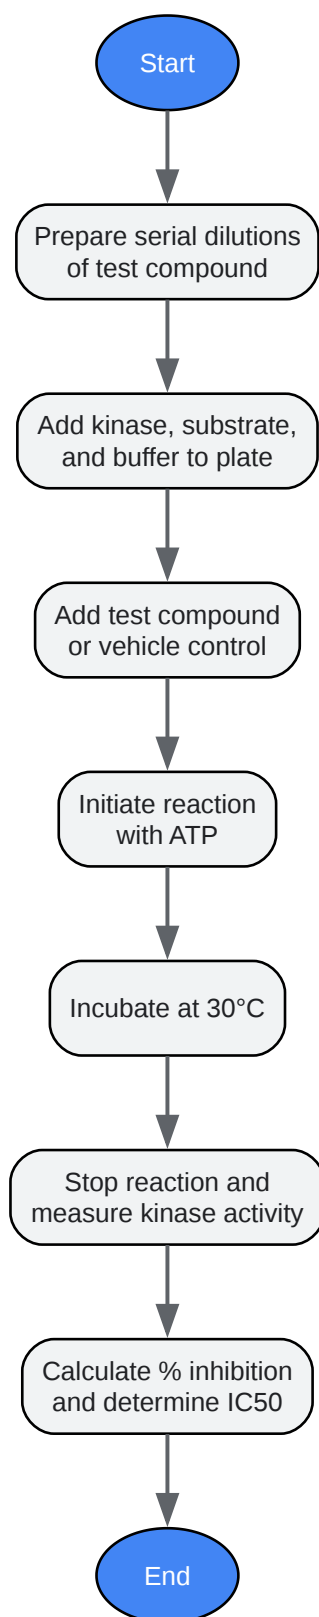 Start
Prepare serial dilutions
of test compound
Add kinase, substrate,
and buffer to plate
Add test compound
or vehicle control
Initiate reaction
with ATP
Incubate at 30°C
Stop reaction and
measure kinase activity
Calculate % inhibition
and determine IC50
End